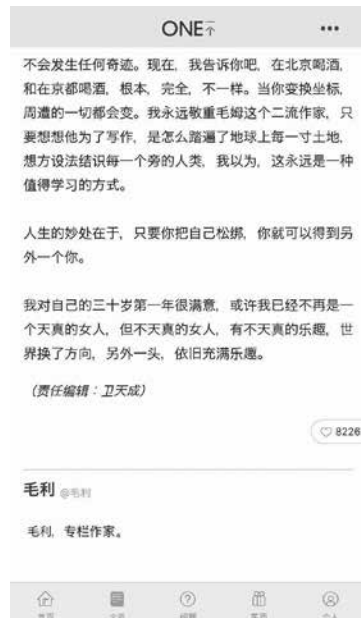 ONE一个
不会发生任何奇迹。现在，我告诉你吧，在北京喝酒，
和在京都喝酒，根本，完全，不一样。当你变换坐标，
周遭的一切都会变。我永远敬重毛姆这个二流作家，只
要想想他为了写作，是怎么踏遍了地球上每一寸土地，
想方设法结识每一个旁的人类，我以为，这永远是一种
值得学习的方式。
人生的妙处在于，只要你把自己松绑，你就可以得到另
外一个你。
我对自己的三十岁第一年很满意，或许我已经不再是一
个天真的女人，但不天真的女人，有不天真的乐趣，世
界换了方向，另外一头，依旧充满乐趣。
（责任编辑：卫天成）
8226
毛利 @毛利
毛利，专栏作家。